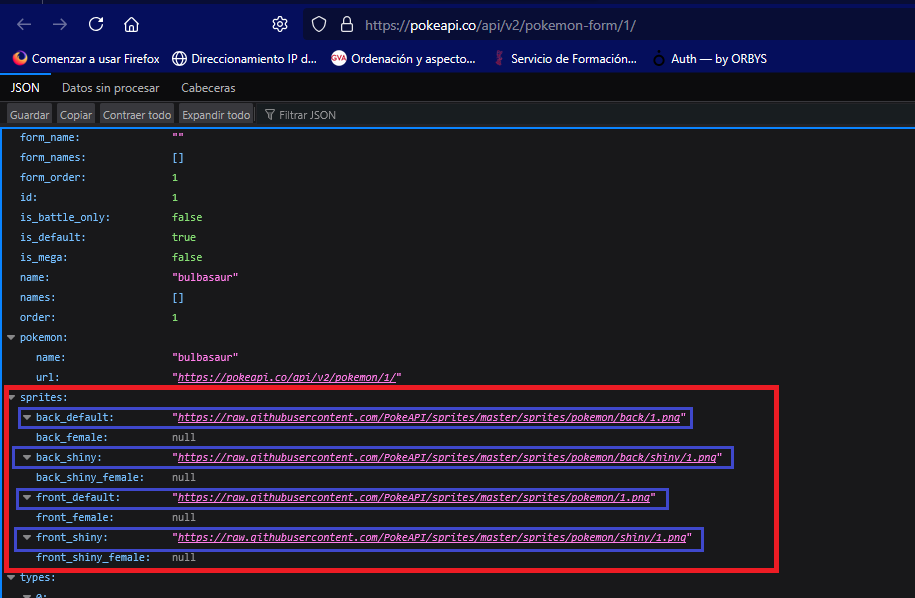 https://pokeapi.co/api/v2/pokemon-form/1/
Comenzar a usar Firefox Direccionamiento IP d... GVA Ordenación y aspecto... Servicio de Formación... Auth — by ORBYS
JSON Datos sin procesar Cabeceras
Guardar Copiar Contraer todo Expandir todo Filtrar JSON
form_name: ""
form_names: []
form_order: 1
id: 1
is_battle_only: false
is_default: true
is_mega: false
name: "bulbasaur"
names: []
order: 1
pokemon:
name: "bulbasaur"
url: "https://pokeapi.co/api/v2/pokemon/1/"
sprites:
back_default: "https://raw.githubusercontent.com/PokeAPI/sprites/master/sprites/pokemon/back/1.png"
back_female: null
back_shiny: "https://raw.githubusercontent.com/PokeAPI/sprites/master/sprites/pokemon/back/shiny/1.png"
back_shiny_female: null
front_default: "https://raw.githubusercontent.com/PokeAPI/sprites/master/sprites/pokemon/1.png"
front_female: null
front_shiny: "https://raw.githubusercontent.com/PokeAPI/sprites/master/sprites/pokemon/shiny/1.png"
front_shiny_female: null
types:
0: